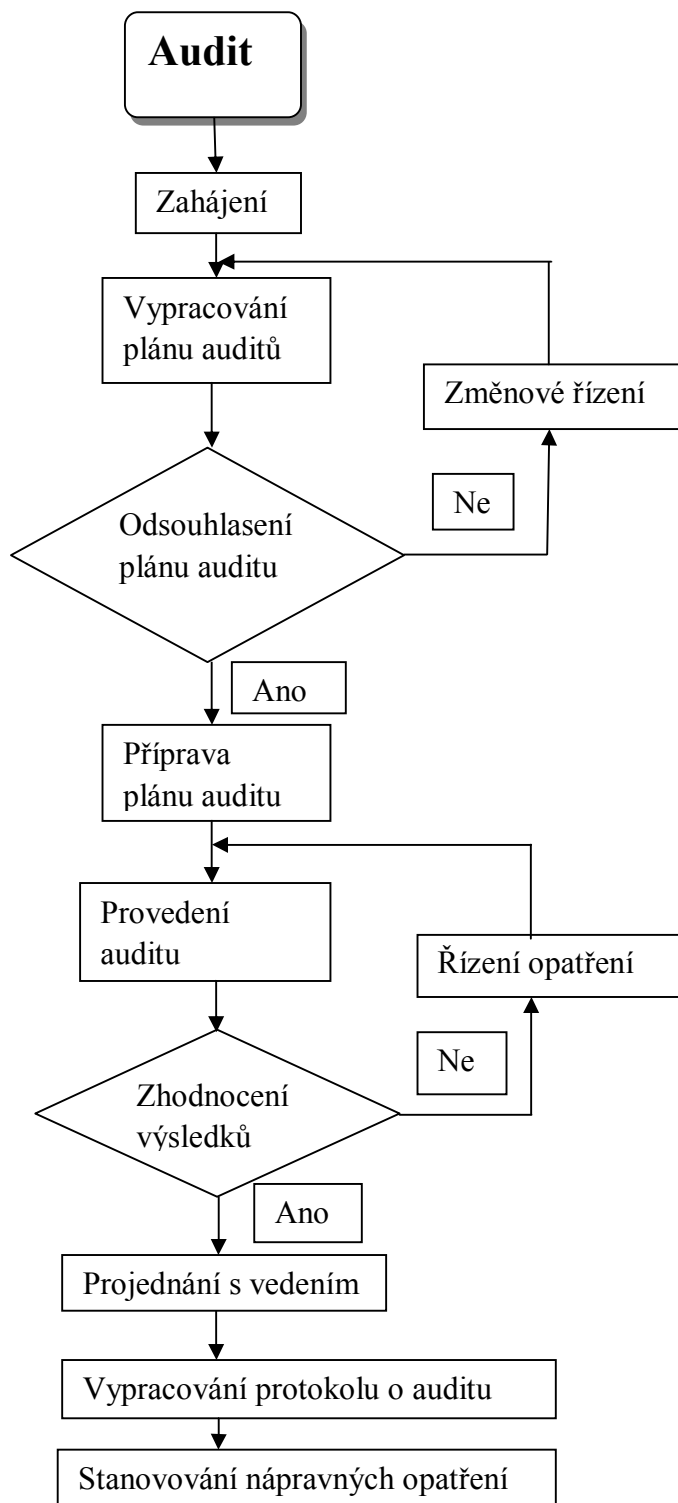 Audit
Zahájení
Vypracování
plánu auditů
Změnové řízení
Ne
Odsouhlasení
plánu auditu
Ano
Příprava
plánu auditu
Provedení
auditu
Řízení opatření
Ne
Zhodnocení
výsledků
Ano
Projednání s vedením
Vypracování protokolu o auditu
Stanovování nápravných opatření